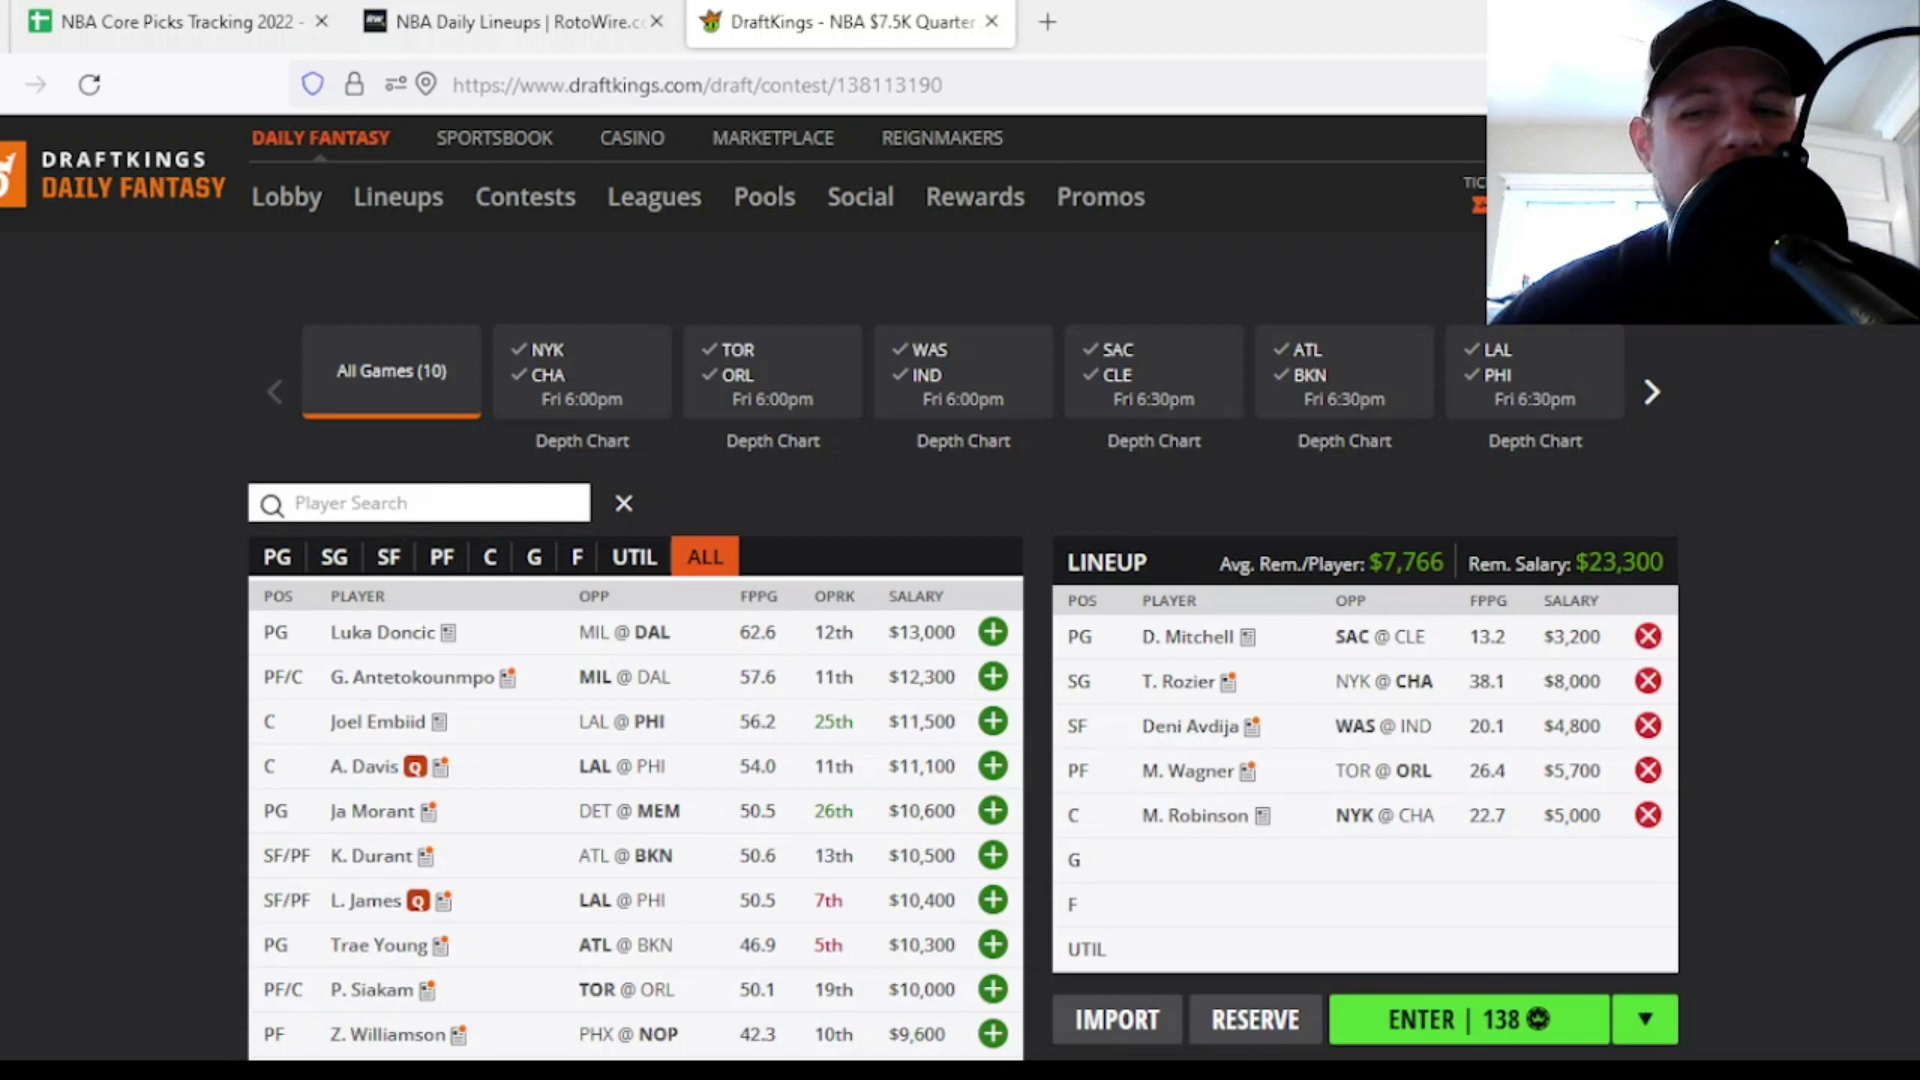 NBA Core Picks Tracking 2022 -
NBA Daily Lineups | RotoWire.c
DraftKings - NBA $7.5K Quarter
https://www.draftkings.com/draft/contest/138113190
DAILY FANTASY SPORTSBOOK CASINO MARKETPLACE REIGNMAKERS
DRAFTKINGS
DAILY FANTASY
Lobby Lineups Contests Leagues Pools Social Rewards Promos
TIC
All Games (10)
NYK
CHA
Fri 6:00pm
Depth Chart
TOR
ORL
Fri 6:00pm
Depth Chart
WAS
IND
Fri 6:00pm
Depth Chart
SAC
CLE
Fri 6:30pm
Depth Chart
ATL
BKN
Fri 6:30pm
Depth Chart
LAL
PHI
Fri 6:30pm
Depth Chart
Player Search
PG SG SF PF C G F UTIL ALL
POS PLAYER OPP FPPG OPRK SALARY
PG Luka Doncic MIL @ DAL 62.6 12th $13,000
PF/C G. Antetokounmpo MIL @ DAL 57.6 11th $12,300
C Joel Embiid LAL @ PHI 56.2 25th $11,500
C A. Davis Q LAL @ PHI 54.0 11th $11,100
PG Ja Morant DET @ MEM 50.5 26th $10,600
SF/PF K. Durant ATL @ BKN 50.6 13th $10,500
SF/PF L. James Q LAL @ PHI 50.5 7th $10,400
PG Trae Young ATL @ BKN 46.9 5th $10,300
PF/C P. Siakam TOR @ ORL 50.1 19th $10,000
PF Z. Williamson PHX @ NOP 42.3 10th $9,600
LINEUP Avg. Rem./Player: $7,766 Rem. Salary: $23,300
POS PLAYER OPP FPPG SALARY
PG D. Mitchell SAC @ CLE 13.2 $3,200
SG T. Rozier NYK @ CHA 38.1 $8,000
SF Deni Avdija WAS @ IND 20.1 $4,800
PF M. Wagner TOR @ ORL 26.4 $5,700
C M. Robinson NYK @ CHA 22.7 $5,000
G
F
UTIL
IMPORT RESERVE ENTER | 138